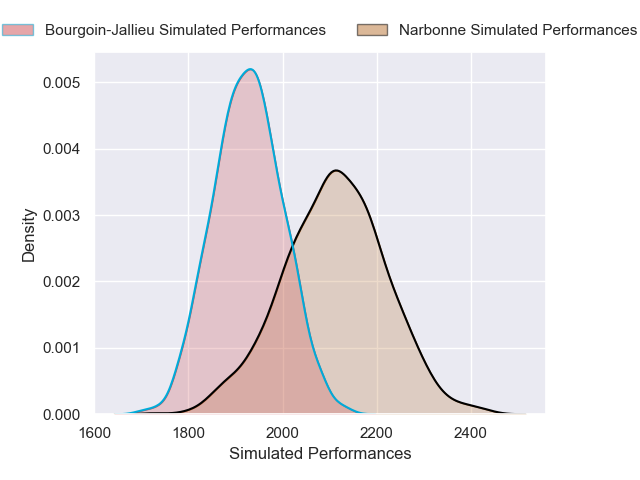 Bourgoin-Jallieu Simulated Performances Narbonne Simulated Performances
0.005
0.004
0.003
0.002
0.001
0.000
Density
1600 1800 2000 2200 2400
Simulated Performances